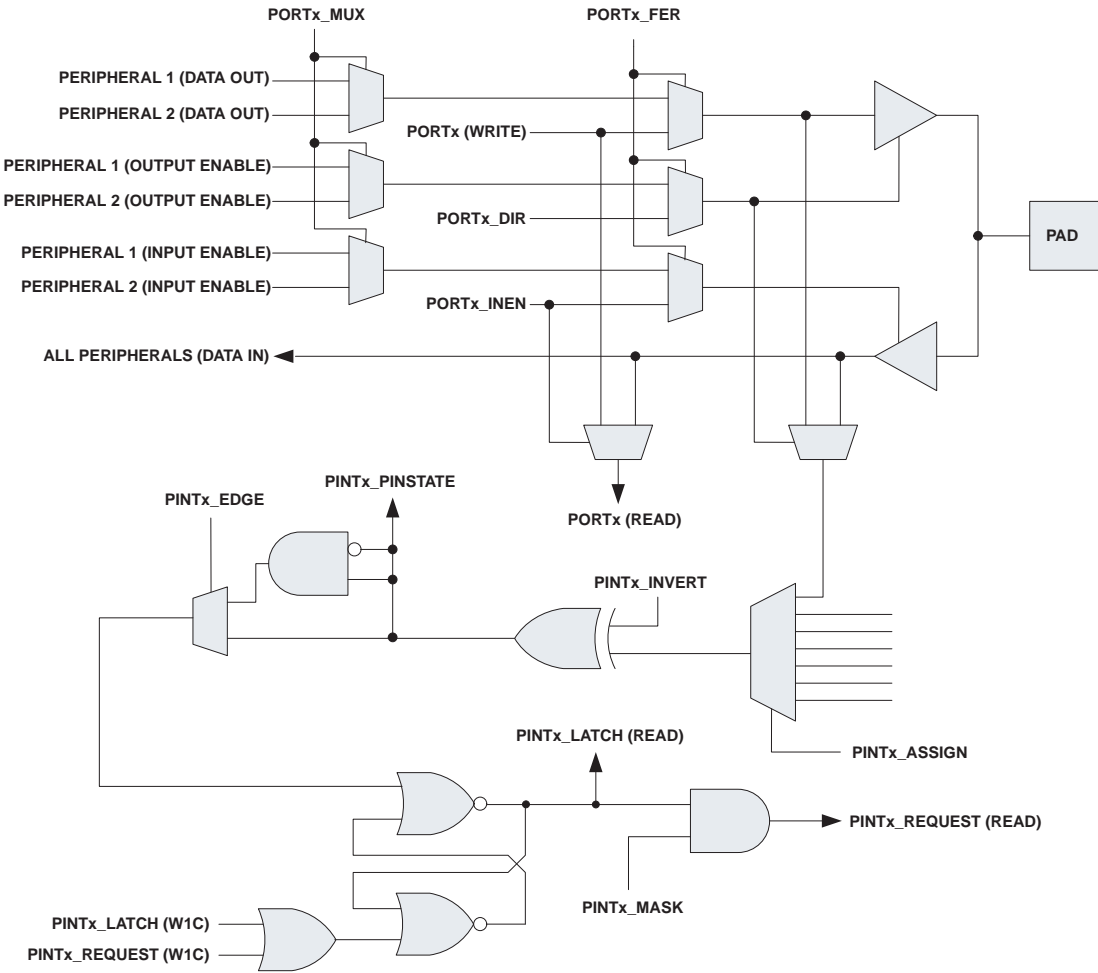 PORTx_MUX
PORTx_FER
PERIPHERAL 1 (DATA OUT)
PERIPHERAL 2 (DATA OUT)
PORTx (WRITE)
PERIPHERAL 1 (OUTPUT ENABLE)
PERIPHERAL 2 (OUTPUT ENABLE)
PORTx_DIR
PAD
PERIPHERAL 1 (INPUT ENABLE)
PERIPHERAL 2 (INPUT ENABLE)
PORTx_INEN
ALL PERIPHERALS (DATA IN)
PINTx_PINSTATE
PINTx_EDGE
PORTx (READ)
PINTx_INVERT
PINTx_LATCH (READ)
PINTx_ASSIGN
PINTx_REQUEST (READ)
PINTx_MASK
PINTx_LATCH (W1C)
PINTx_REQUEST (W1C)